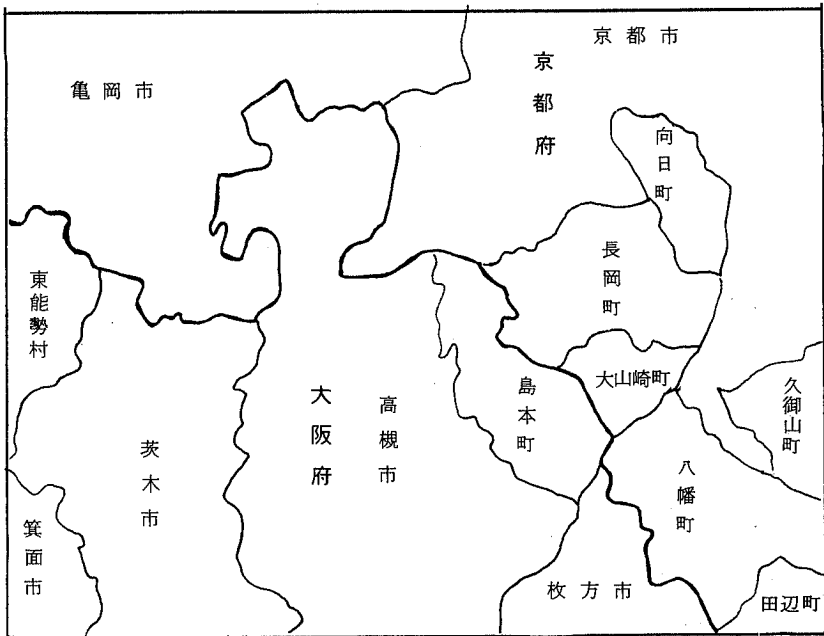 京都市
京都府
亀岡市
向日町
長岡町
東能勢村
大山崎町
久御山町
島本町
高槻市
大阪府
茨木市
八幡町
箕面市
枚方市
田辺町